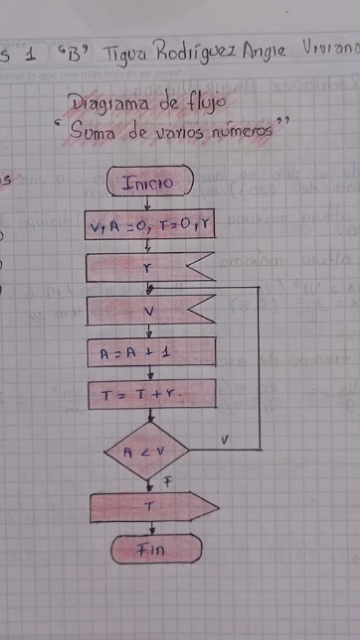 s 1 "B" Tigua Rodríguez Angie Viviana
Diagrama de flujo
"Suma de varios números"
Inicio
V, A = 0, T = 0, r
r
V
A = A + 1
T = T + r.
A < V
V
F
T
Fin